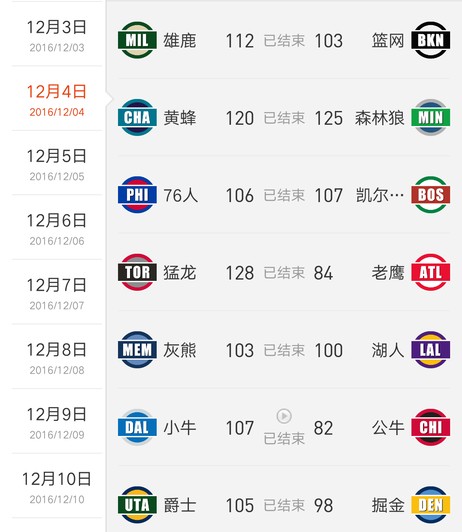 12月3日
2016/12/03
12月4日
2016/12/04
12月5日
2016/12/05
12月6日
2016/12/06
12月7日
2016/12/07
12月8日
2016/12/08
12月9日
2016/12/09
12月10日
2016/12/10
MIL 雄鹿 112 已结束 103 篮网 BKN
CHA 黄蜂 120 已结束 125 森林狼 MIN
PHI 76人 106 已结束 107 凯尔… BOS
TOR 猛龙 128 已结束 84 老鹰 ATL
MEM 灰熊 103 已结束 100 湖人 LAL
DAL 小牛 107 已结束 82 公牛 CHI
UTA 爵士 105 已结束 98 掘金 DEN